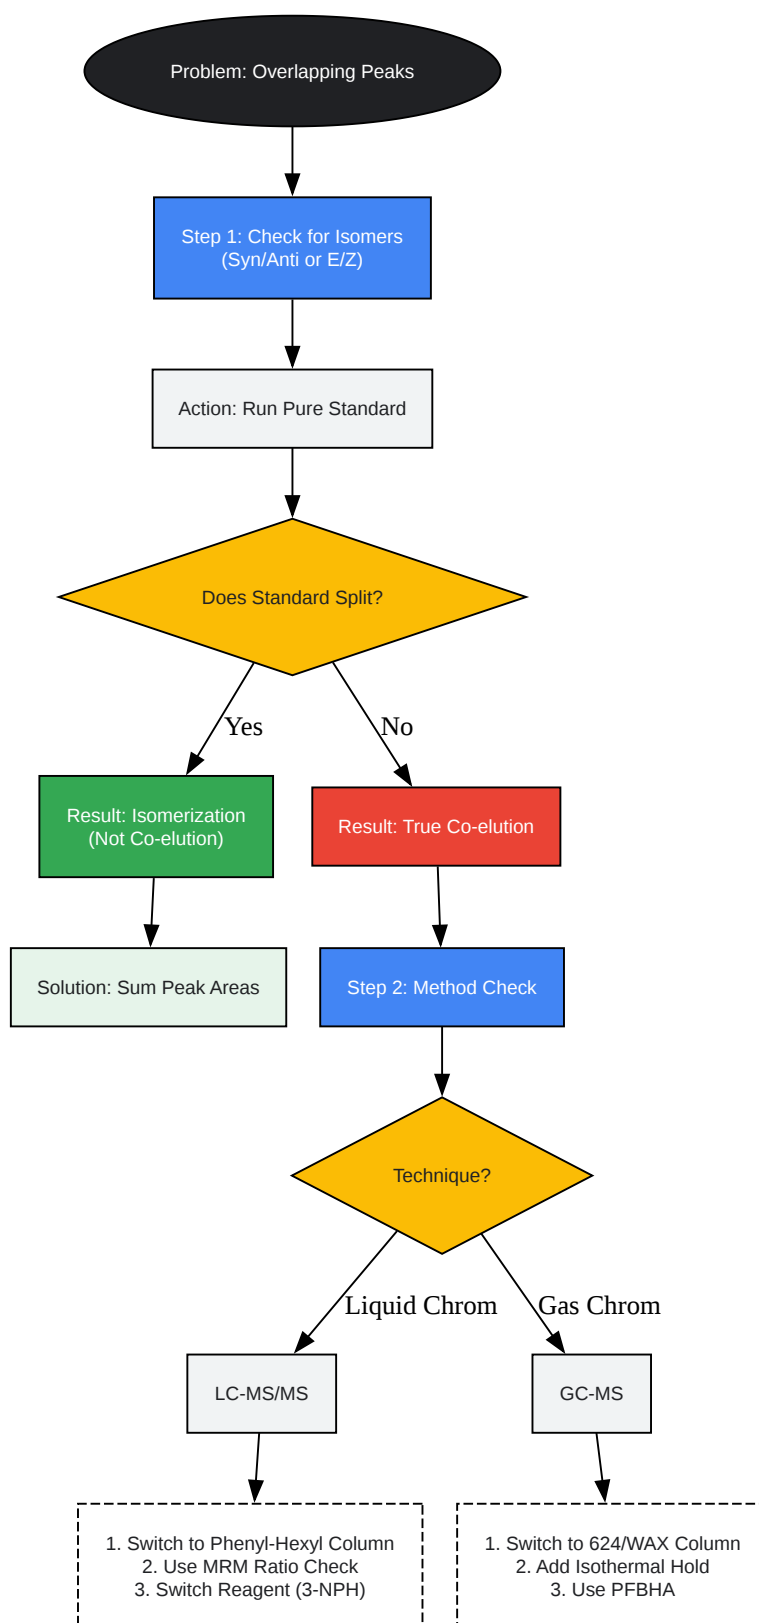 Problem: Overlapping Peaks
Step 1: Check for Isomers
(Syn/Anti or E/Z)
Action: Run Pure Standard
Does Standard Split?
Yes
No
Result: Isomerization
(Not Co-elution)
Result: True Co-elution
Solution: Sum Peak Areas
Step 2: Method Check
Technique?
Liquid Chrom
Gas Chrom
LC-MS/MS
GC-MS
1. Switch to Phenyl-Hexyl Column
2. Use MRM Ratio Check
3. Switch Reagent (3-NPH)
1. Switch to 624/WAX Column
2. Add Isothermal Hold
3. Use PFBHA